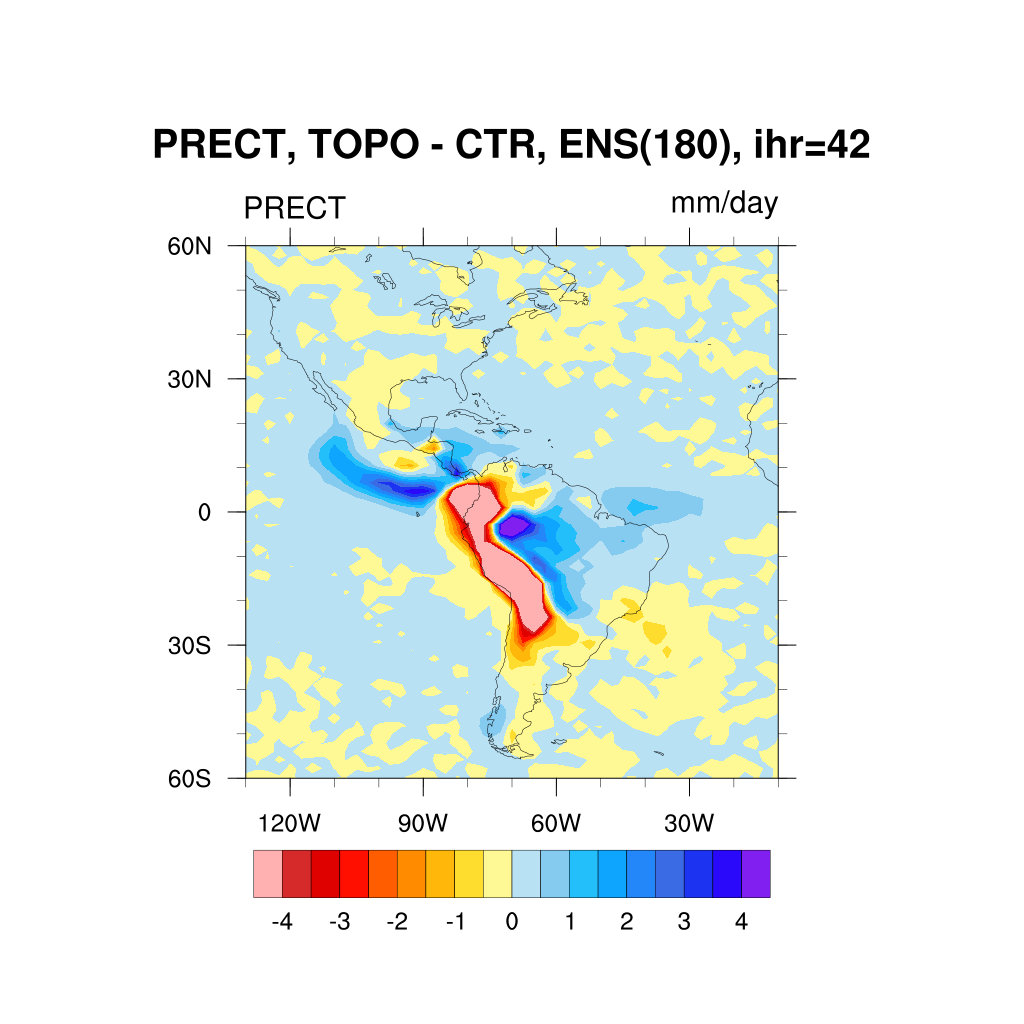 PRECT, TOPO - CTR, ENS(180), ihr=42
PRECT mm/day
60N
30N
0
30S
60S
120W 90W 60W 30W
-4 -3 -2 -1 0 1 2 3 4